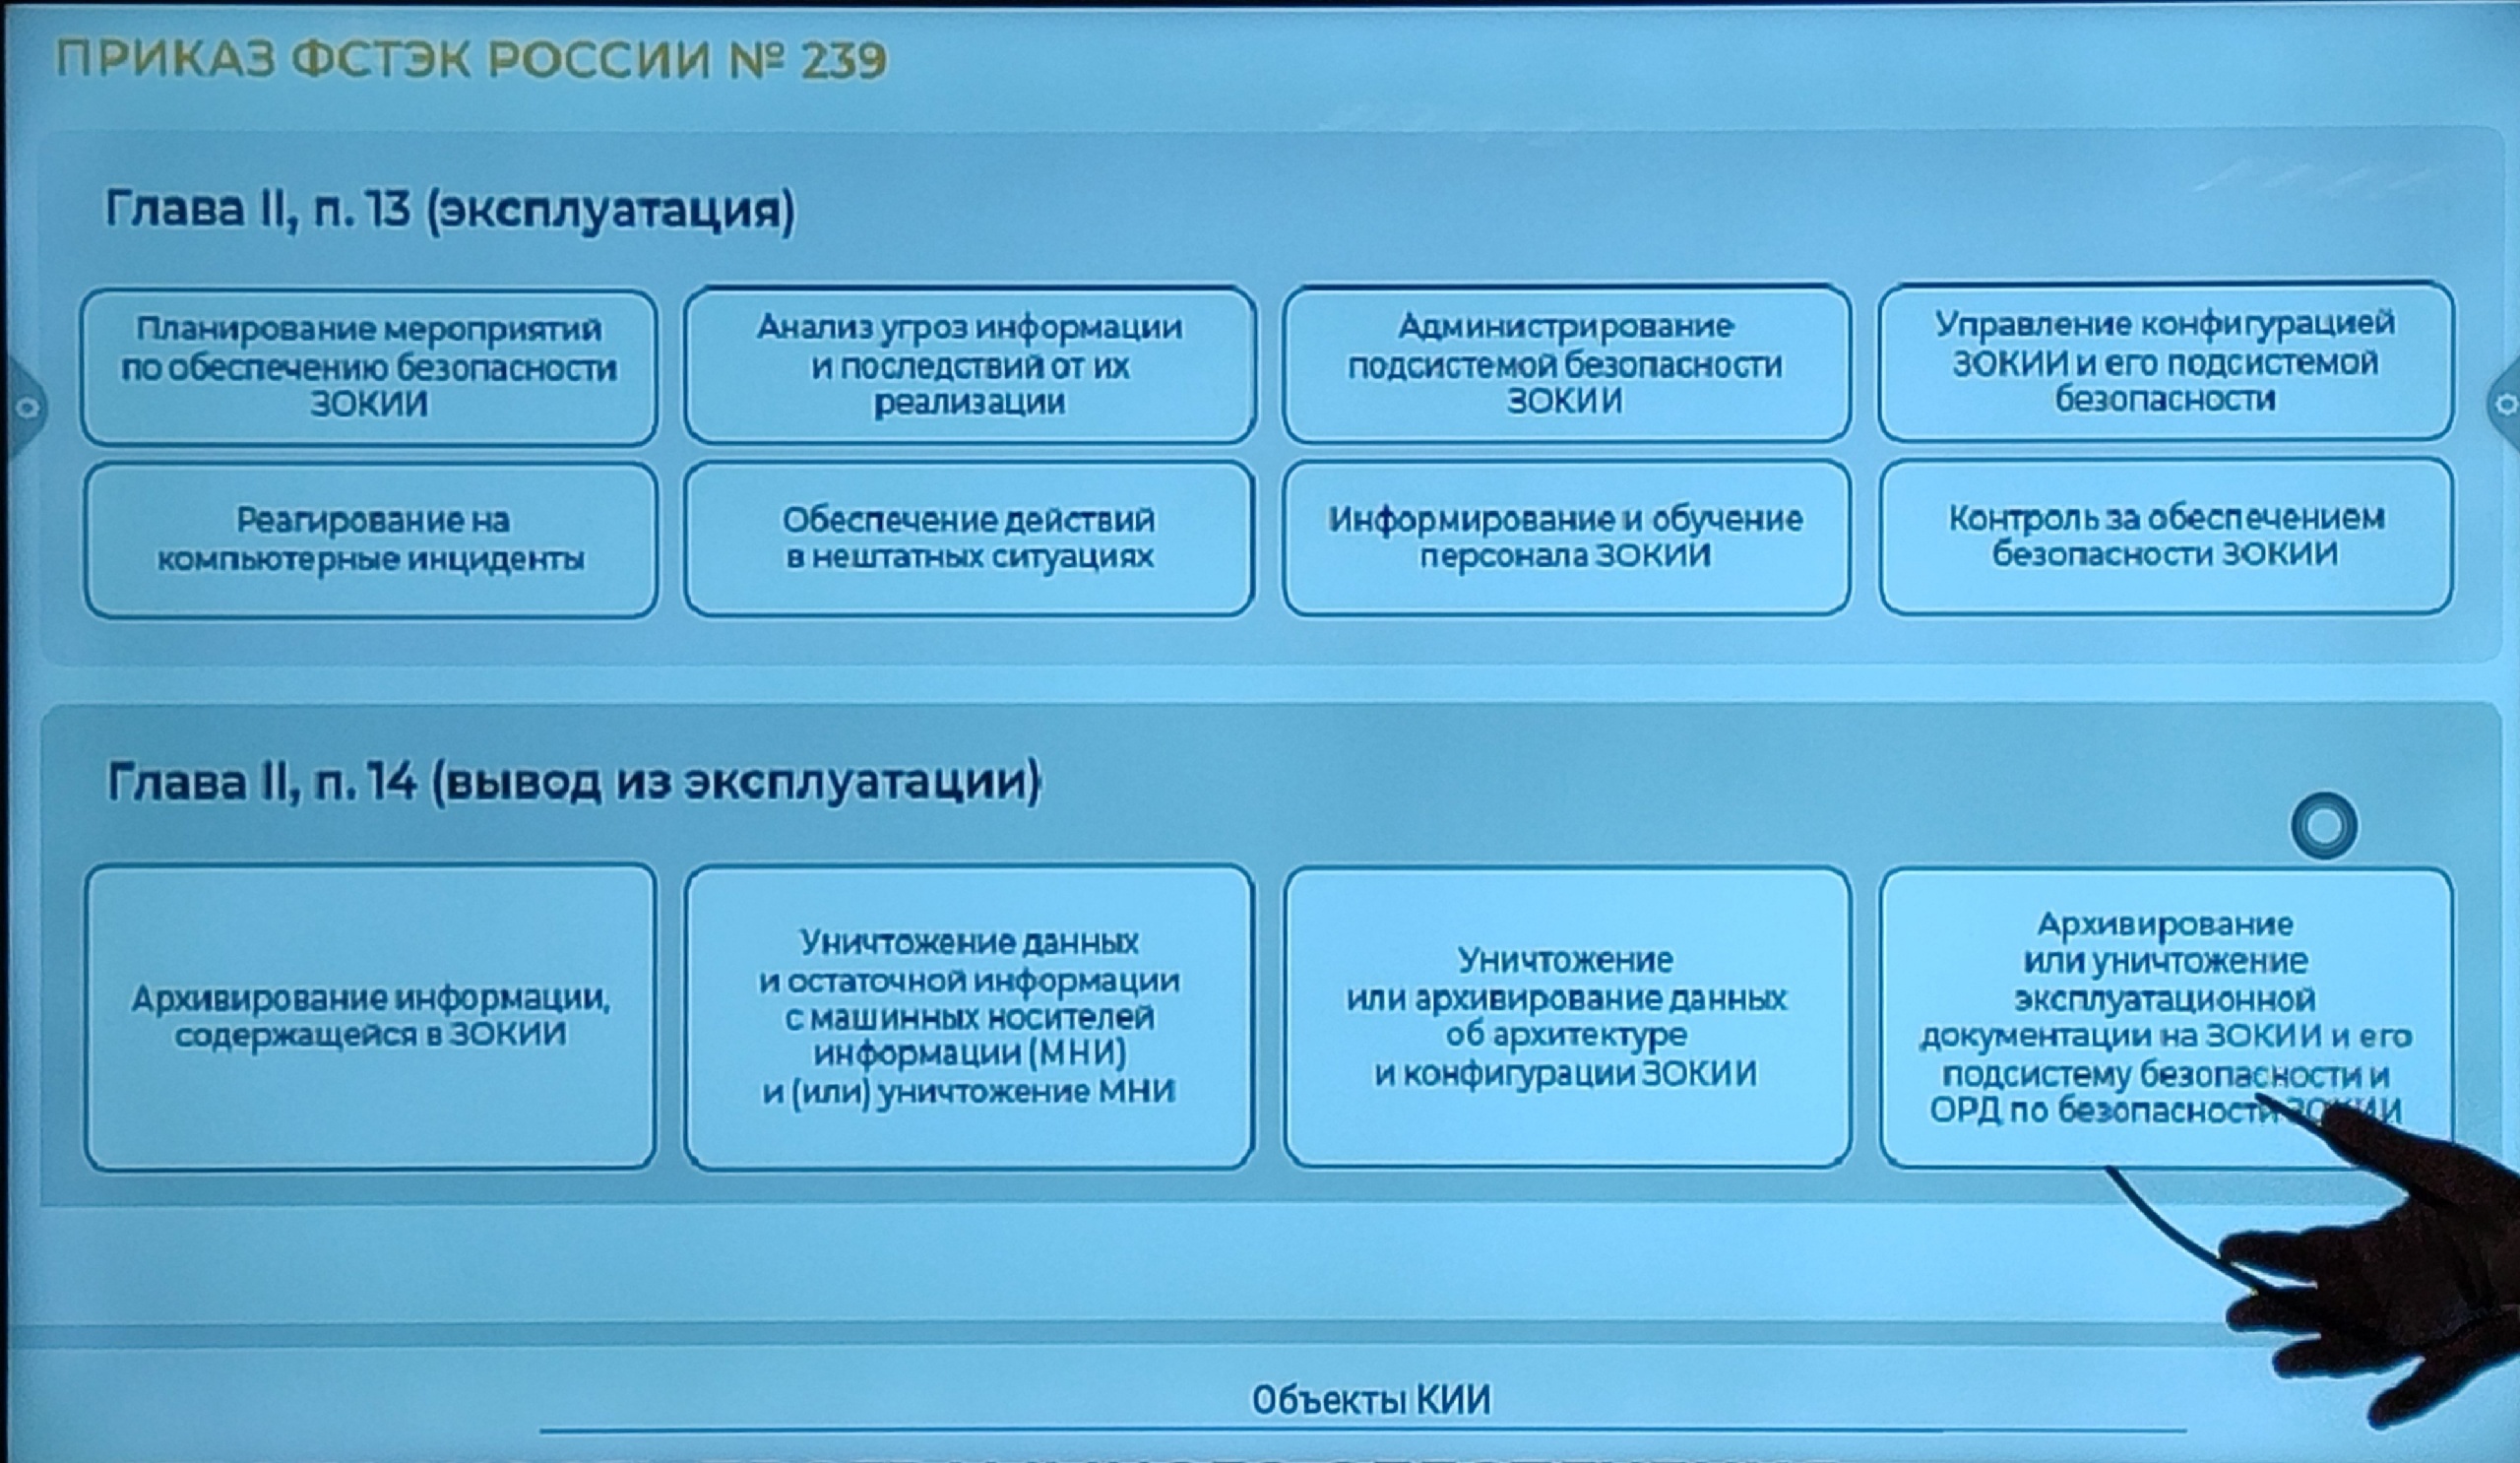 ПРИКАЗ ФСТЭК РОССИИ № 239
Глава II, п. 13 (эксплуатация)
Планирование мероприятий
по обеспечению безопасности
ЗОКИИ
Анализ угроз информации
и последствий от их
реализации
Администрирование
подсистемой безопасности
ЗОКИИ
Управление конфигурацией
ЗОКИИ и его подсистемой
безопасности
Реагирование на
компьютерные инциденты
Обеспечение действий
в нештатных ситуациях
Информирование и обучение
персонала ЗОКИИ
Контроль за обеспечением
безопасности ЗОКИИ
Глава II, п. 14 (вывод из эксплуатации)
Архивирование информации,
содержащейся в ЗОКИИ
Уничтожение данных
и остаточной информации
с машинных носителей
информации (МНИ)
и (или) уничтожение МНИ
Уничтожение
или архивирование данных
об архитектуре
и конфигурации ЗОКИИ
Архивирование
или уничтожение
эксплуатационной
документации на ЗОКИИ и его
подсистему безопасности и
ОРД по безопасности ЗОКИИ
Объекты КИИ